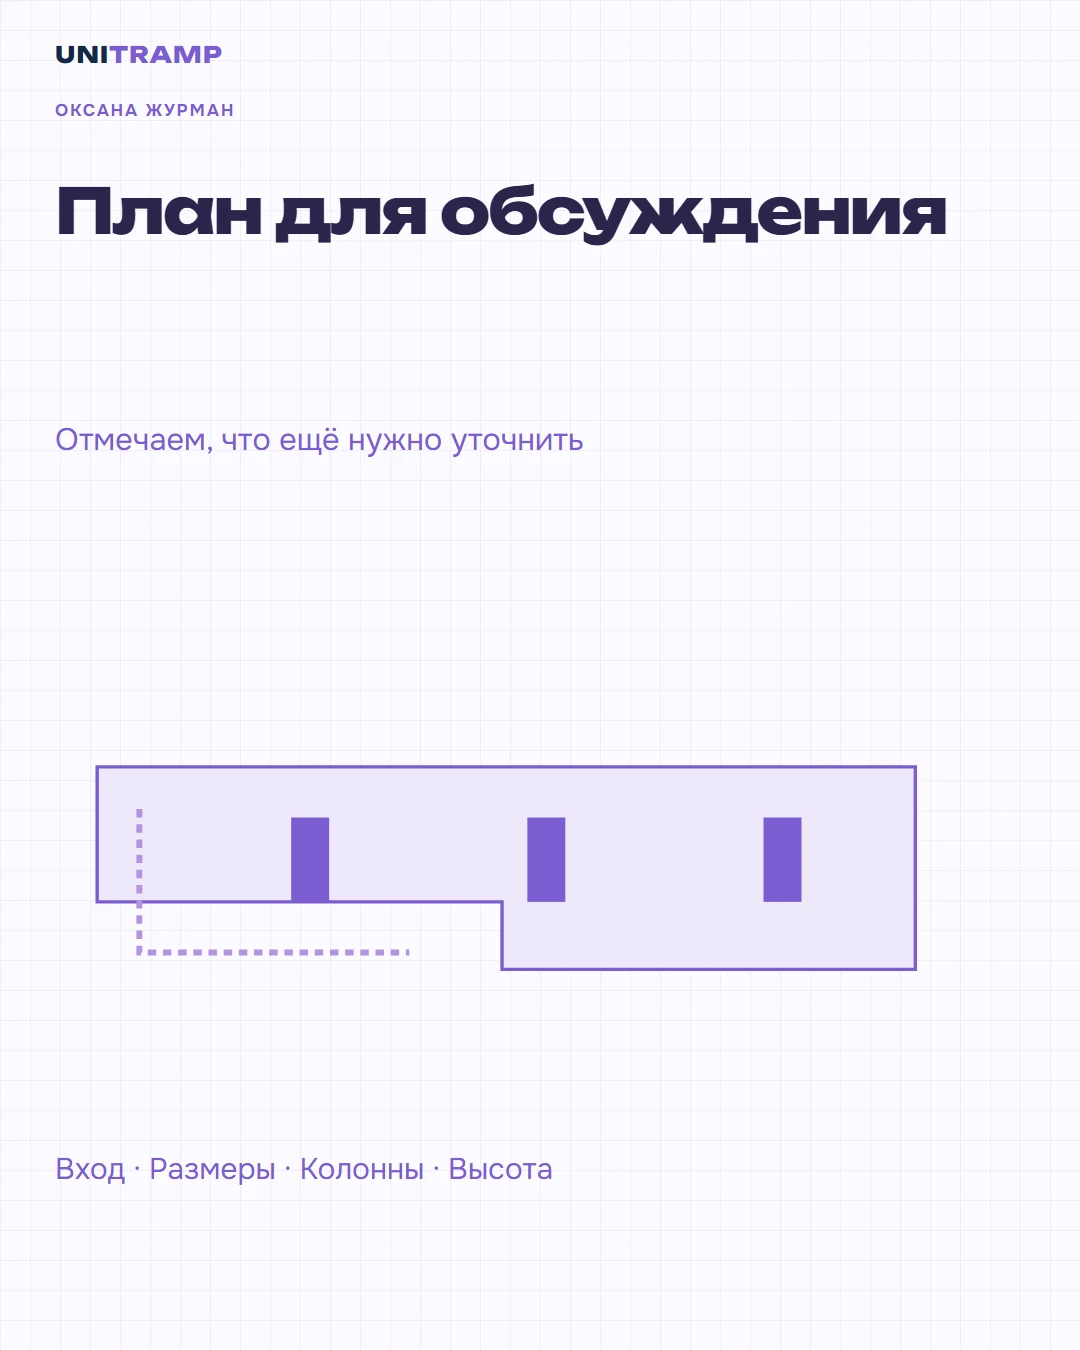 UNITRAMP
ОКСАНА ЖУРМАН
План для обсуждения
Отмечаем, что ещё нужно уточнить
Вход · Размеры · Колонны · Высота